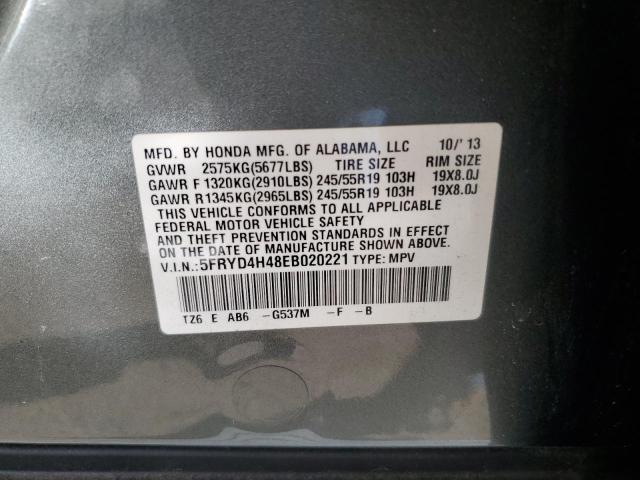 MFD. BY HONDA MFG. OF ALABAMA, LLC 10/'13
GVWR 2575KG(5677LBS) TIRE SIZE RIM SIZE
GAWR F 1320KG(2910LBS) 245/55R19 103H 19X8.0J
GAWR R 1345KG(2965LBS) 245/55R19 103H 19X8.0J
THIS VEHICLE CONFORMS TO ALL APPLICABLE
FEDERAL MOTOR VEHICLE SAFETY
AND THEFT PREVENTION STANDARDS IN EFFECT
ON THE DATE OF MANUFACTURE SHOWN ABOVE.
V.I.N.:5FRYD4H48EB020221 TYPE: MPV
TZ6 E AB6 -G537M -F -B